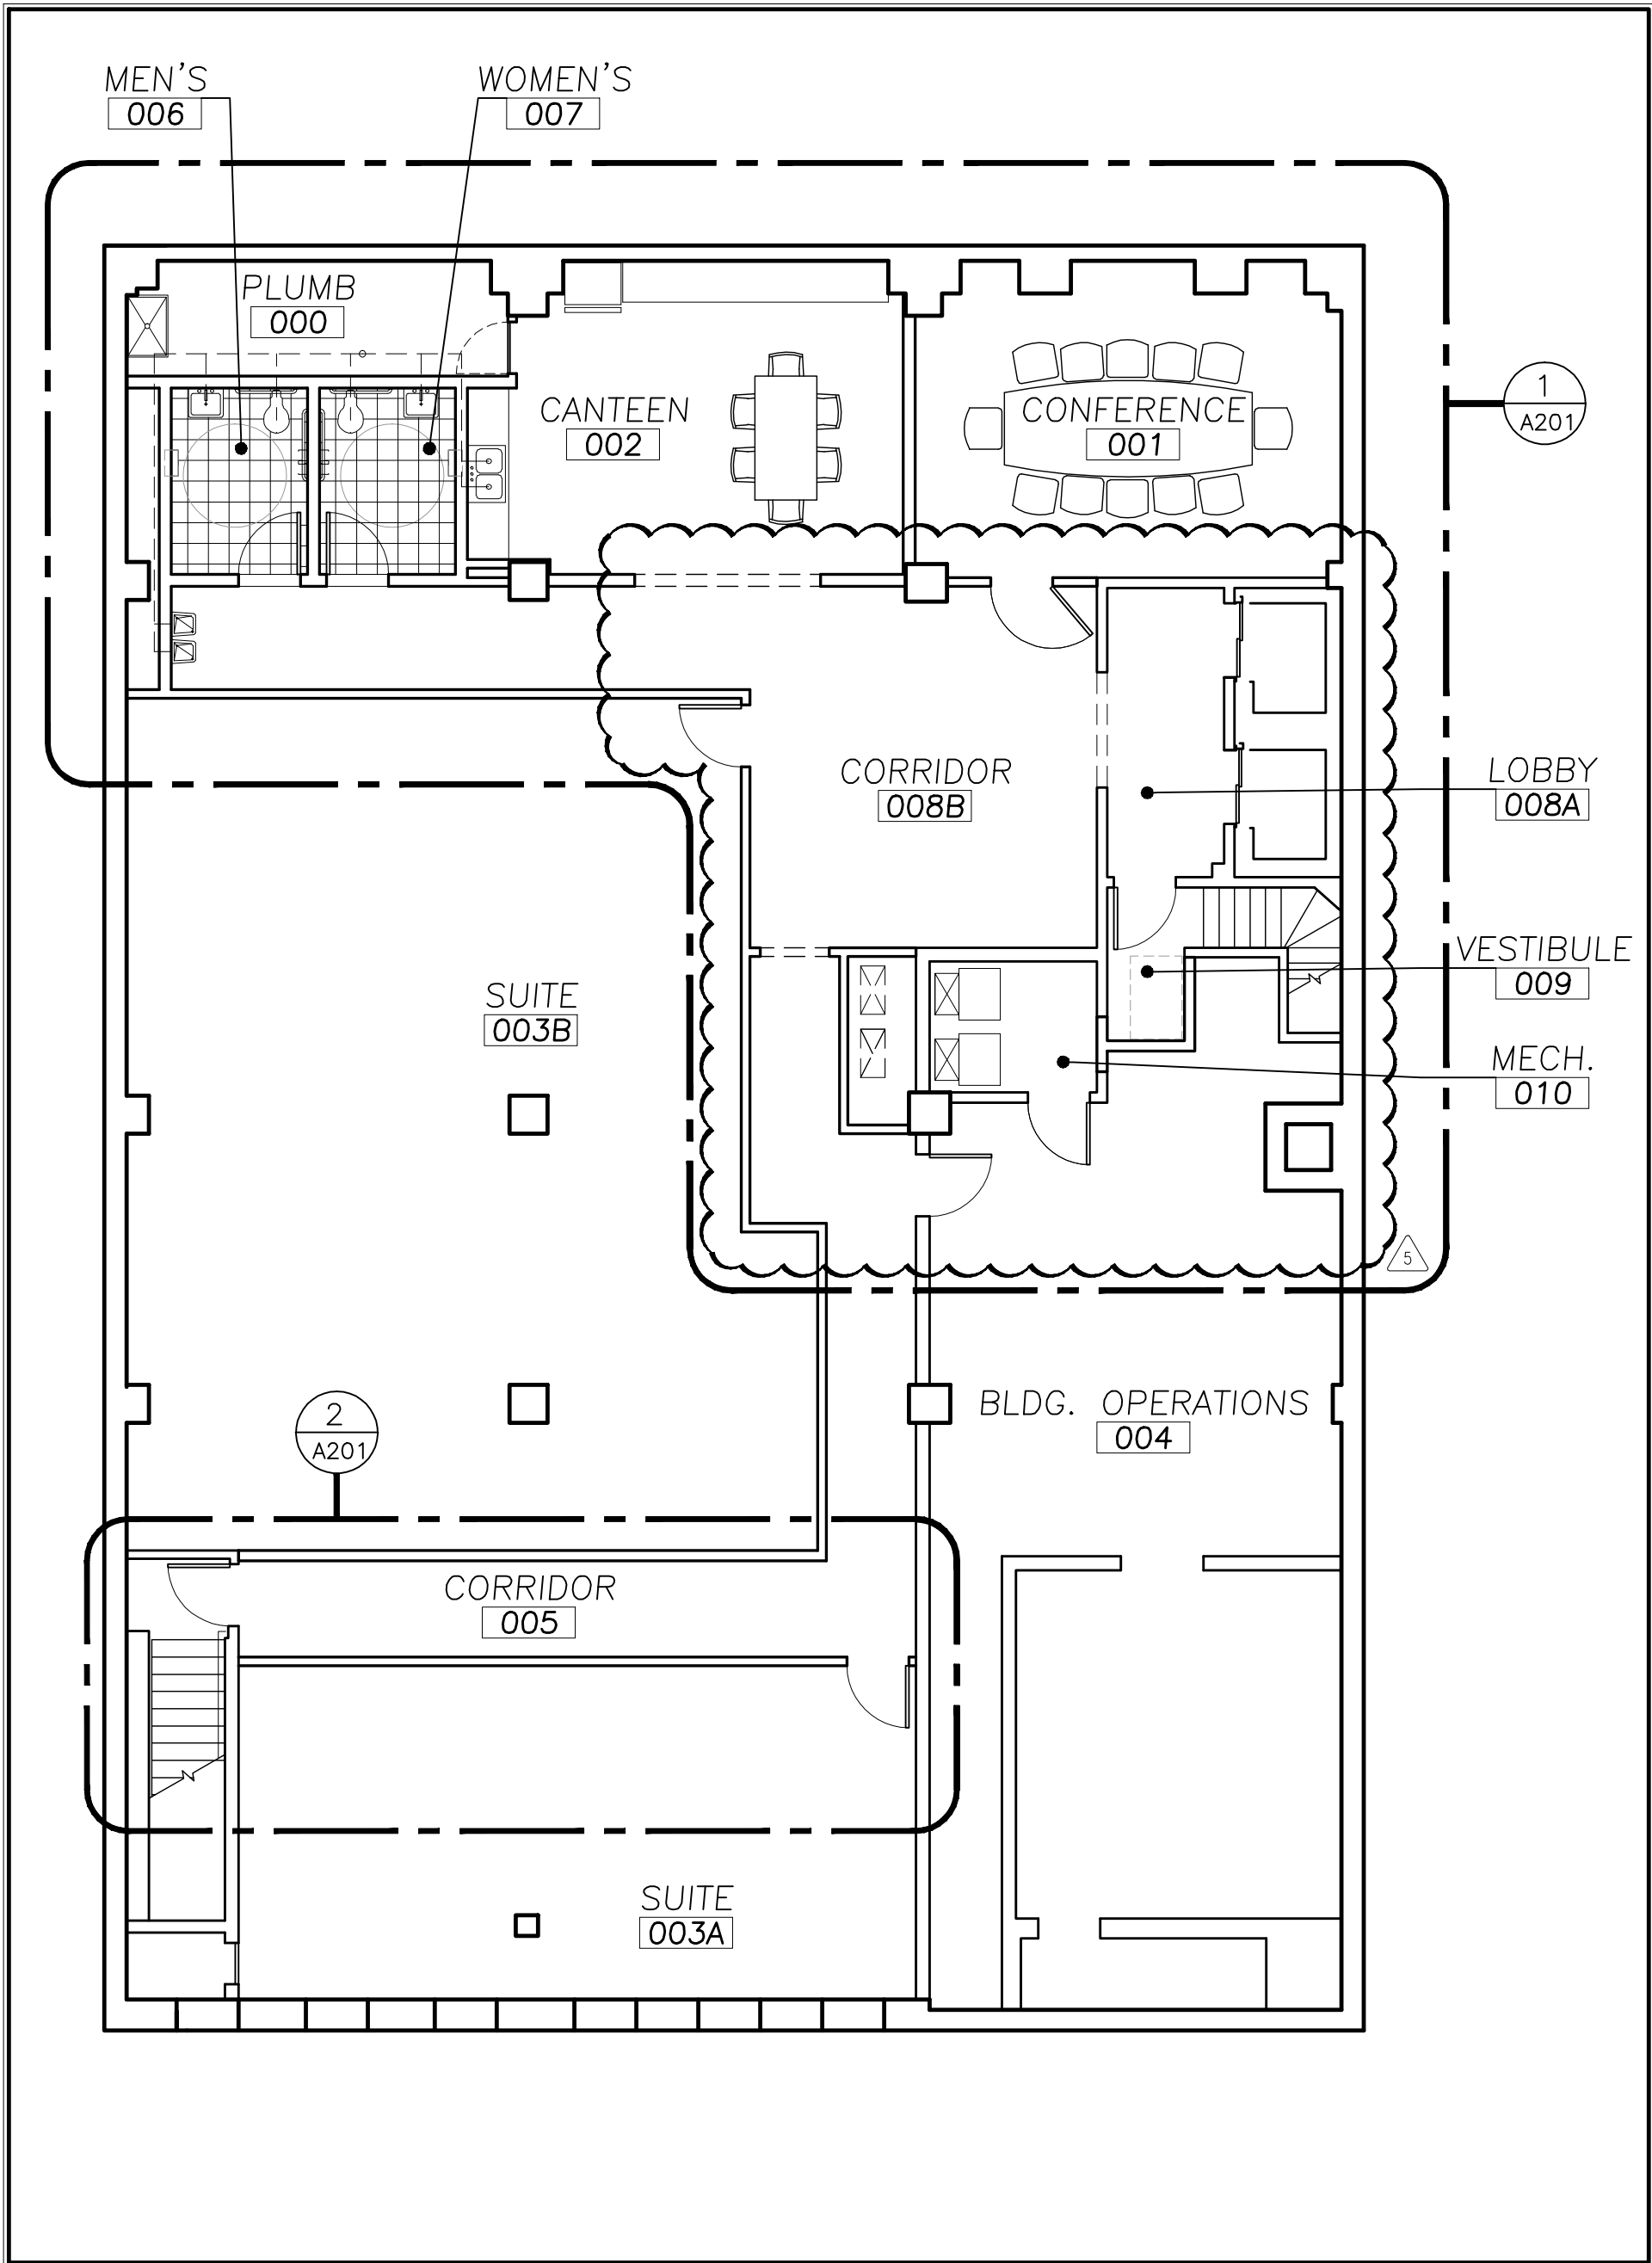 MEN'S
006
WOMEN'S
007
PLUMB
000
CANTEEN
002
CONFERENCE
001
1
A201
CORRIDOR
008B
LOBBY
008A
VESTIBULE
009
SUITE
003B
MECH.
010
5
BLDG. OPERATIONS
004
2
A201
CORRIDOR
005
SUITE
003A